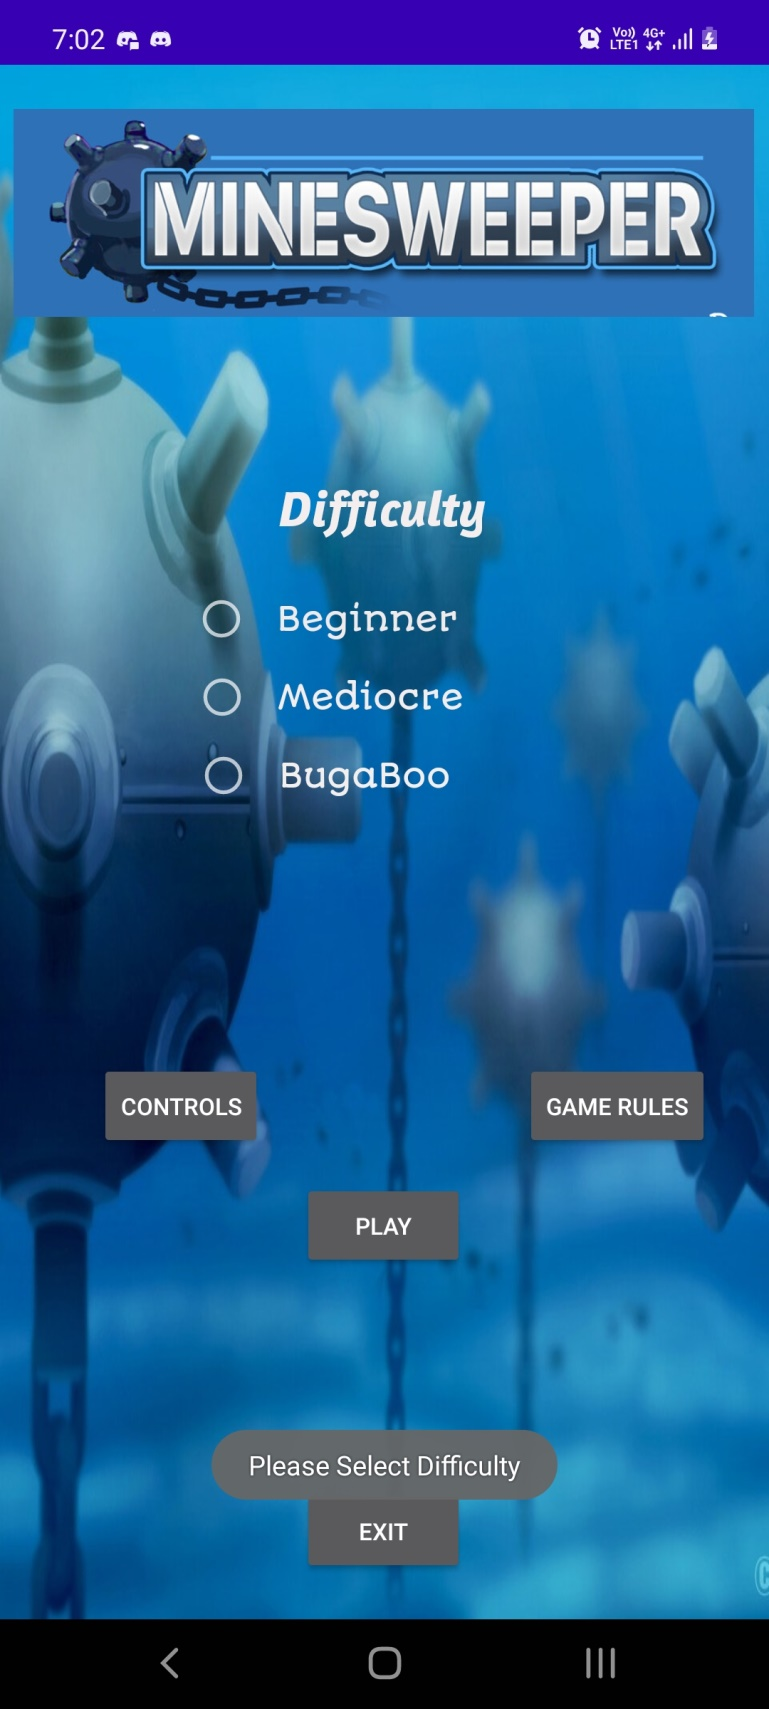 7:02
Vo)) 4G+
LTE1
MINESWEEPER
Difficulty
Beginner
Mediocre
BugaBoo
CONTROLS
GAME RULES
PLAY
Please Select Difficulty
EXIT